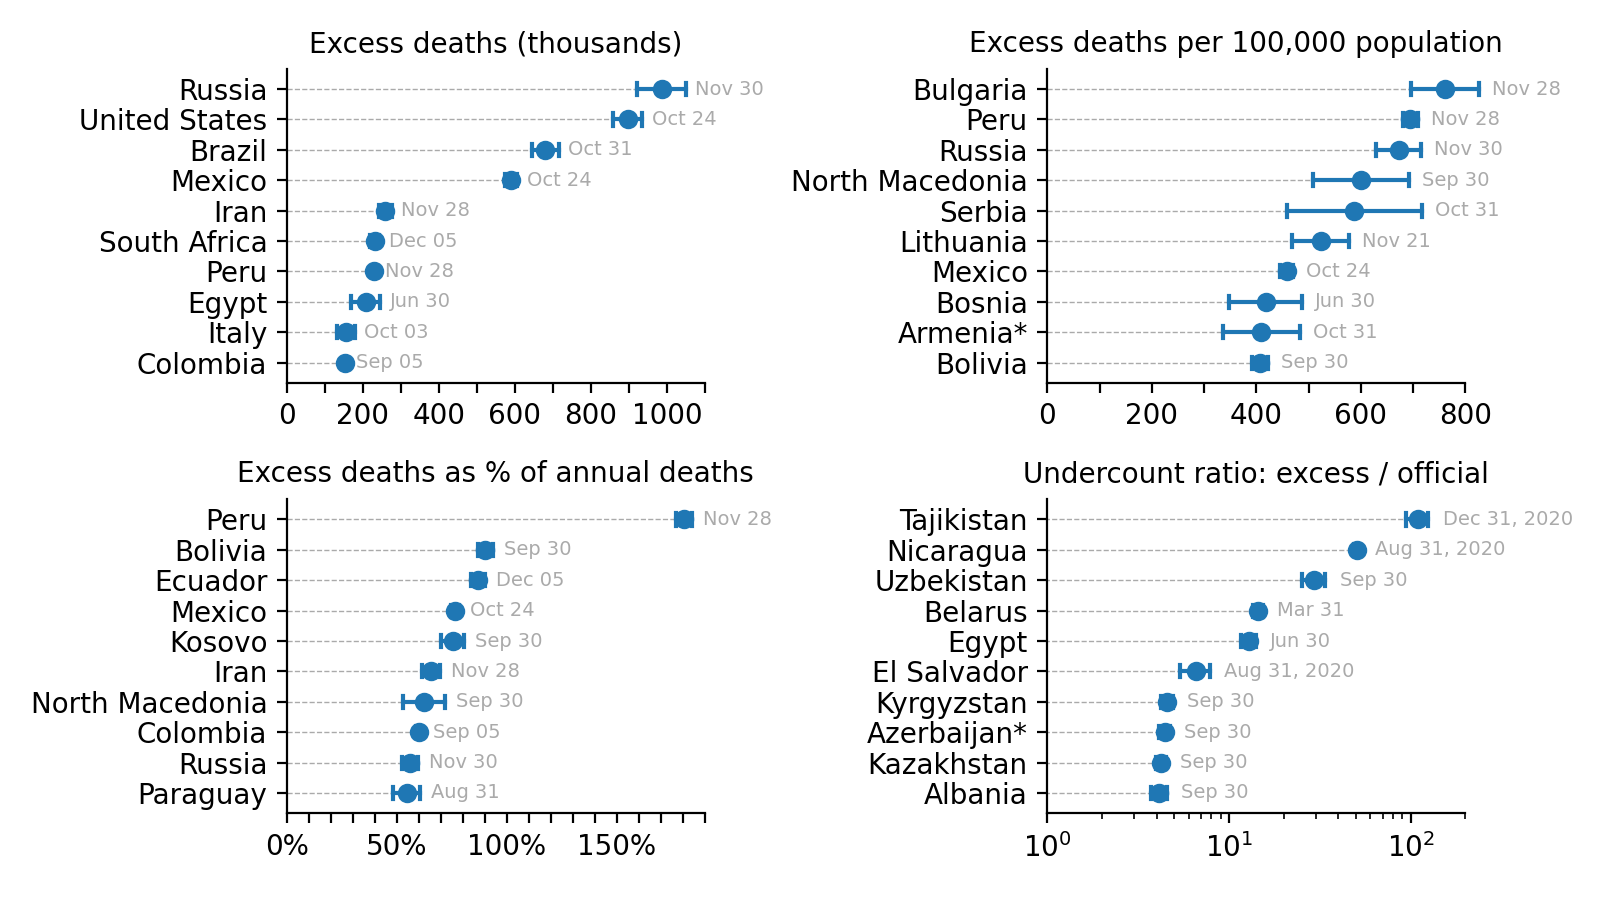 Excess deaths (thousands)
Russia Nov 30
United States Oct 24
Brazil Oct 31
Mexico Oct 24
Iran Nov 28
South Africa Dec 05
Peru Nov 28
Egypt Jun 30
Italy Oct 03
Colombia Sep 05
0 200 400 600 800 1000
Excess deaths per 100,000 population
Bulgaria Nov 28
Peru Nov 28
Russia Nov 30
North Macedonia Sep 30
Serbia Oct 31
Lithuania Nov 21
Mexico Oct 24
Bosnia Jun 30
Armenia* Oct 31
Bolivia Sep 30
0 200 400 600 800
Excess deaths as % of annual deaths
Peru Nov 28
Bolivia Sep 30
Ecuador Dec 05
Mexico Oct 24
Kosovo Sep 30
Iran Nov 28
North Macedonia Sep 30
Colombia Sep 05
Russia Nov 30
Paraguay Aug 31
0% 50% 100% 150%
Undercount ratio: excess / official
Tajikistan Dec 31, 2020
Nicaragua Aug 31, 2020
Uzbekistan Sep 30
Belarus Mar 31
Egypt Jun 30
El Salvador Aug 31, 2020
Kyrgyzstan Sep 30
Azerbaijan* Sep 30
Kazakhstan Sep 30
Albania Sep 30
10⁰ 10¹ 10²